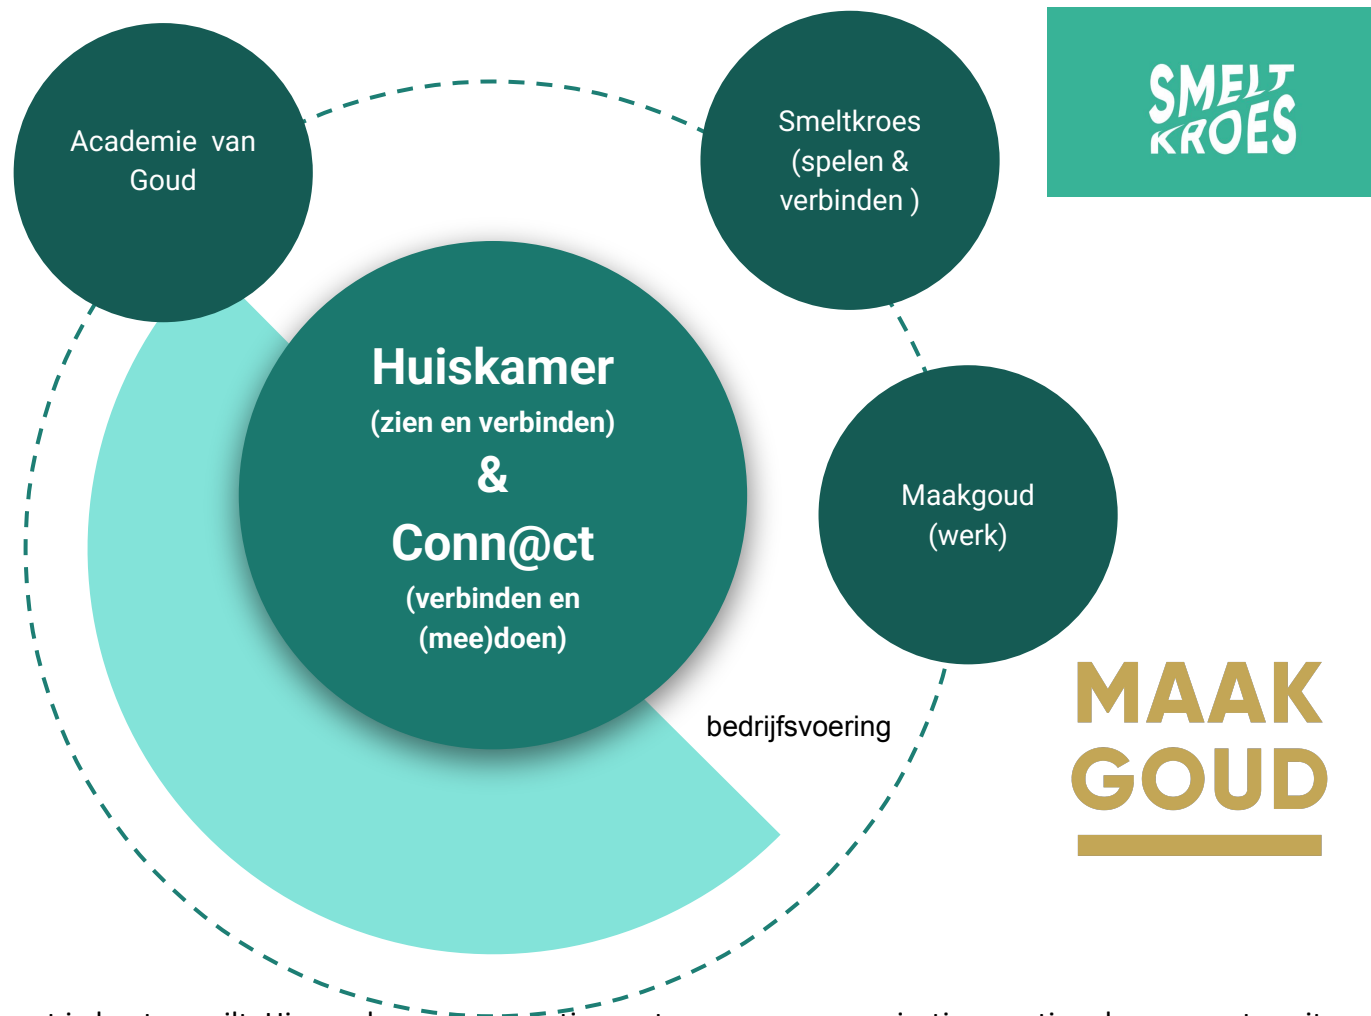 Academie van
Goud
Smeltkroes
(spelen &
verbinden )
SMELT
KROES
Huiskamer
(zien en verbinden)
&
Conn@ct
(verbinden en
(mee)doen)
Maakgoud
(werk)
bedrijfsvoering
MAAK
GOUD